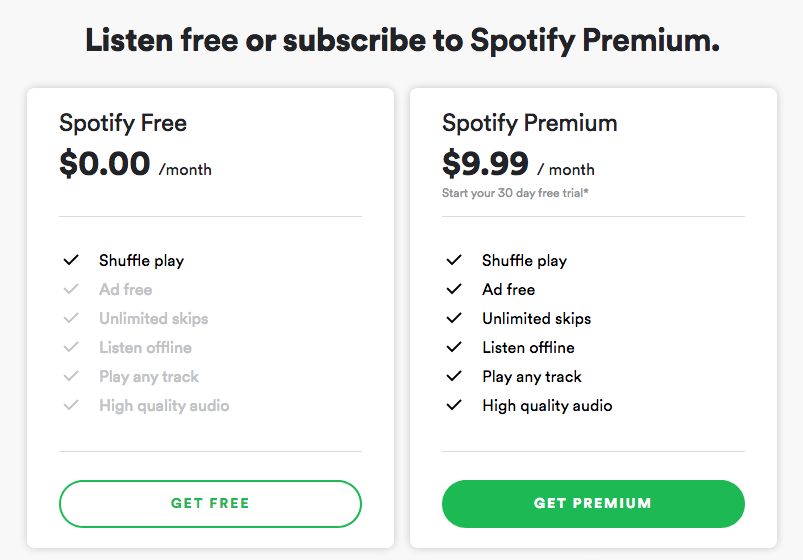 Listen free or subscribe to Spotify Premium.
Spotify Free
$0.00 /month
Shuffle play
Ad free
Unlimited skips
Listen offline
Play any track
High quality audio
GET FREE
Spotify Premium
$9.99 / month
Start your 30 day free trial*
Shuffle play
Ad free
Unlimited skips
Listen offline
Play any track
High quality audio
GET PREMIUM